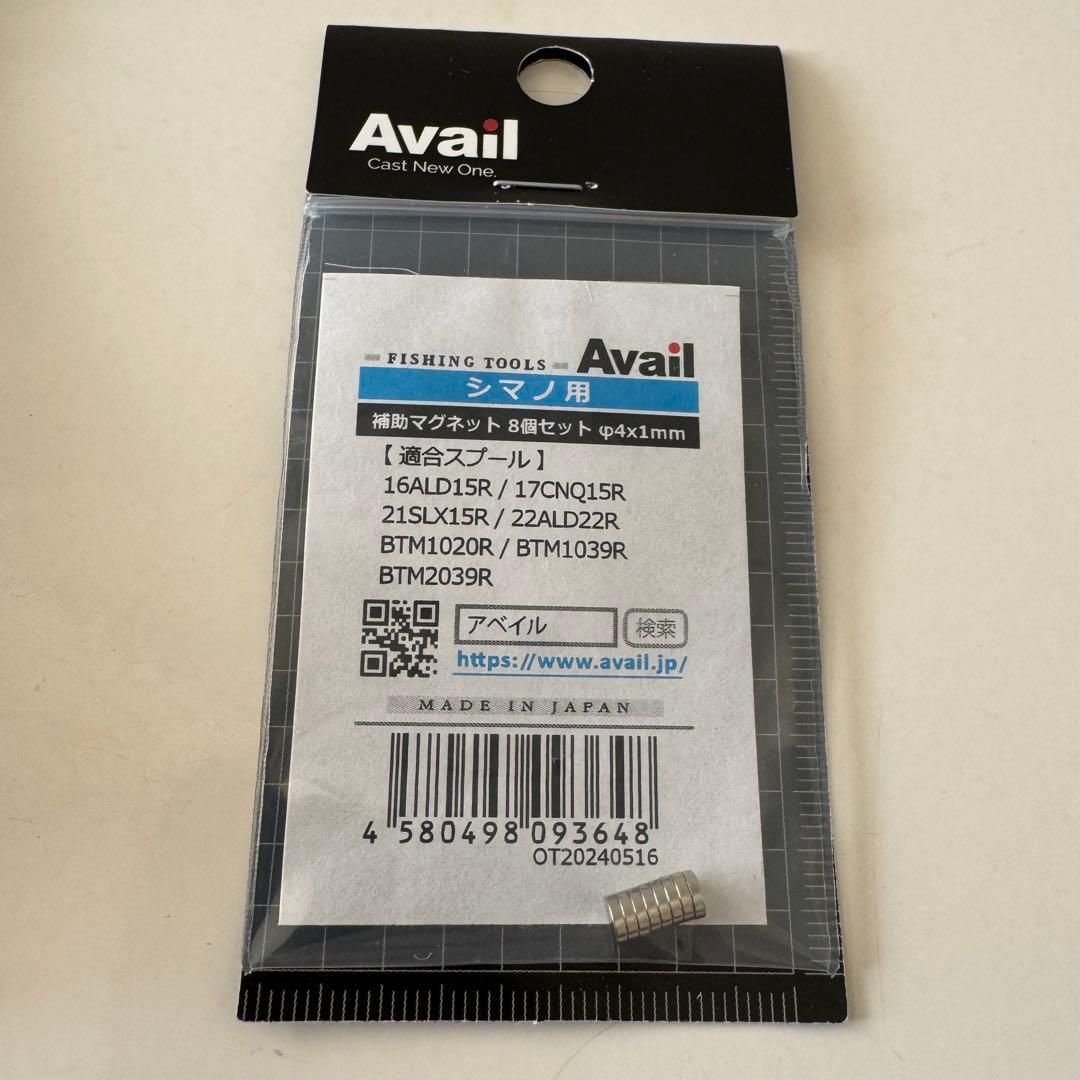 Avail
Cast New One.
FISHING TOOLS Avail
シマノ用
補助マグネット 8個セット φ4x1mm
【 適合スプール 】
16ALD15R / 17CNQ15R
21SLX15R / 22ALD22R
BTM1020R / BTM1039R
BTM2039R
アベイル 検索
https://www.avail.jp/
MADE IN JAPAN
4 580498 093648
OT20240516